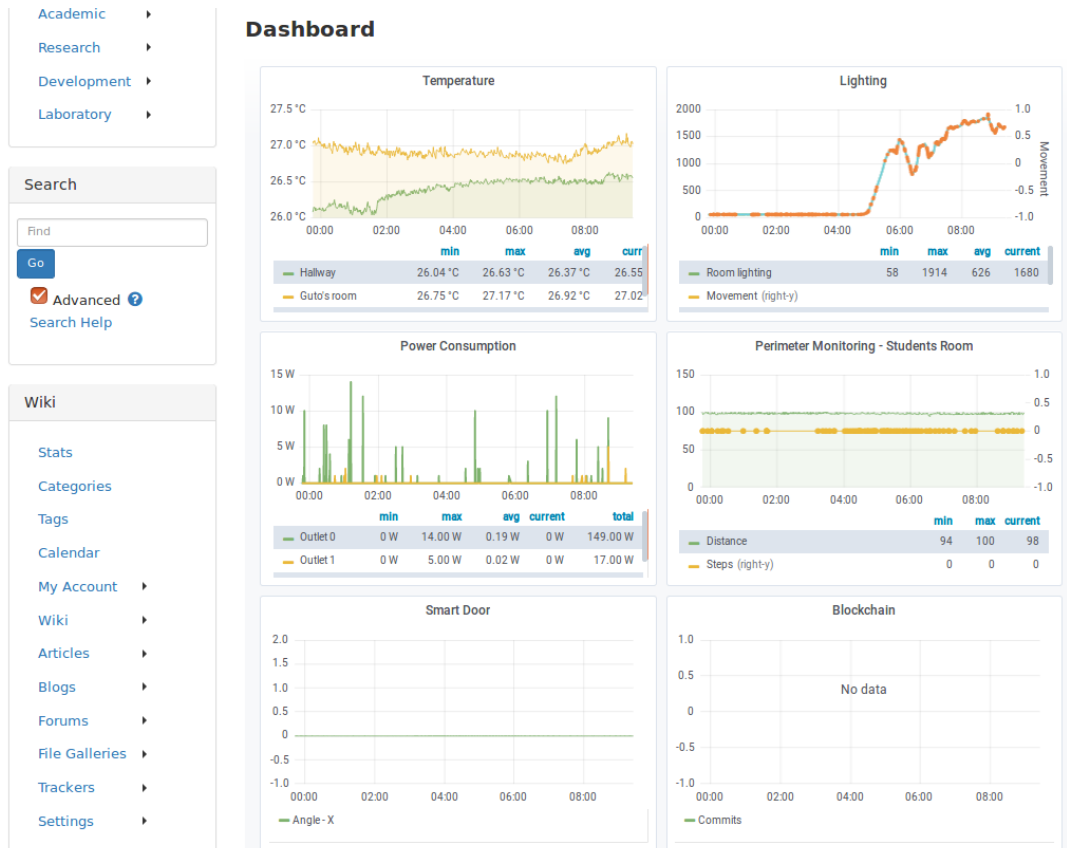 Academic
Research
Development
Laboratory
Search
Find
Go
Advanced ?
Search Help
Wiki
Stats
Categories
Tags
Calendar
My Account
Wiki
Articles
Blogs
Forums
File Galleries
Trackers
Settings
Dashboard
Temperature
27.5 °C
27.0 °C
26.5 °C
26.0 °C
00:00 02:00 04:00 06:00 08:00
min max avg curr
Hallway 26.04 °C 26.63 °C 26.37 °C 26.55
Guto's room 26.75 °C 27.17 °C 26.92 °C 27.02
Lighting
2000 1.0
1500 0.5
1000 0
500 -0.5
0 -1.0
Movement
00:00 02:00 04:00 06:00 08:00
min max avg current
Room lighting 58 1914 626 1680
Movement (right-y)
Power Consumption
15 W
10 W
5 W
0 W
00:00 02:00 04:00 06:00 08:00
min max avg current total
Outlet 0 0 W 14.00 W 0.19 W 0 W 149.00 W
Outlet 1 0 W 5.00 W 0.02 W 0 W 17.00 W
Perimeter Monitoring - Students Room
150 1.0
0.5
100
0
50
-0.5
0 -1.0
00:00 02:00 04:00 06:00 08:00
min max current
Distance 94 100 98
Steps (right-y) 0 0 0
Smart Door
2.0
1.5
1.0
0.5
0
-0.5
-1.0
00:00 02:00 04:00 06:00 08:00
Angle - X
Blockchain
1.0
0.5
No data
0
-0.5
-1.0
00:00 02:00 04:00 06:00 08:00
Commits